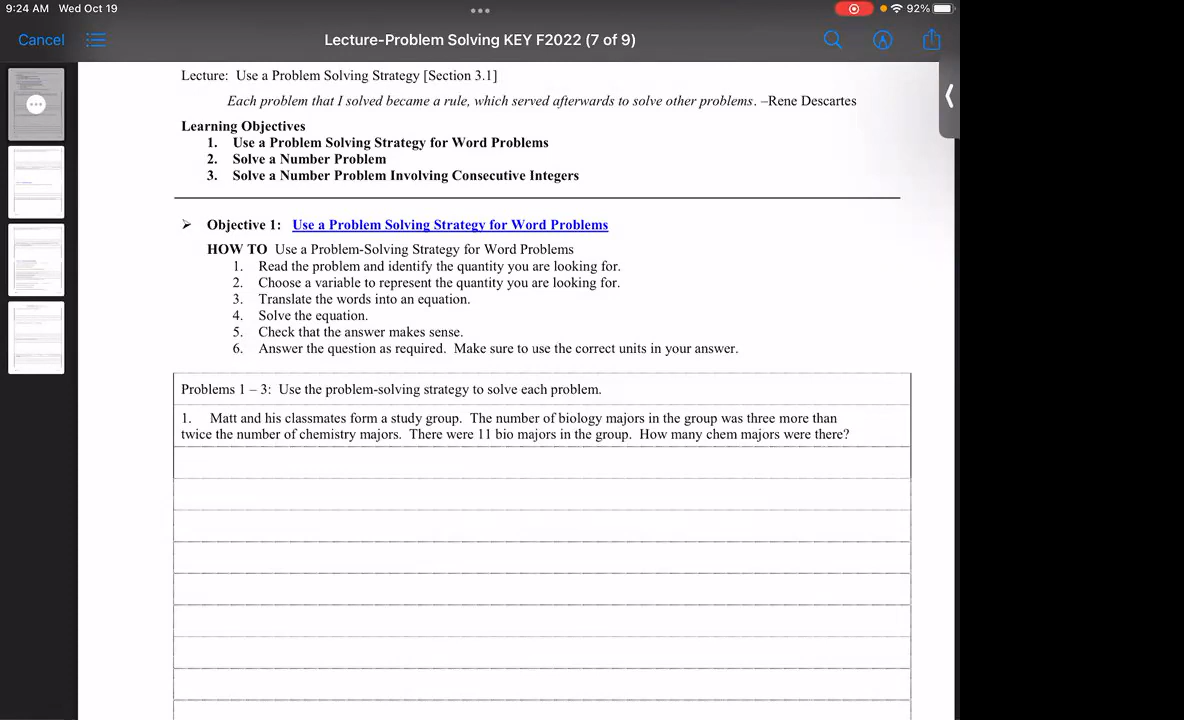 9:24 AM Wed Oct 19
92%
Cancel
Lecture-Problem Solving KEY F2022 (7 of 9)
Lecture: Use a Problem Solving Strategy [Section 3.1]
Each problem that I solved became a rule, which served afterwards to solve other problems. –Rene Descartes
Learning Objectives
1. Use a Problem Solving Strategy for Word Problems
2. Solve a Number Problem
3. Solve a Number Problem Involving Consecutive Integers
➢ Objective 1: Use a Problem Solving Strategy for Word Problems
HOW TO Use a Problem-Solving Strategy for Word Problems
1. Read the problem and identify the quantity you are looking for.
2. Choose a variable to represent the quantity you are looking for.
3. Translate the words into an equation.
4. Solve the equation.
5. Check that the answer makes sense.
6. Answer the question as required. Make sure to use the correct units in your answer.
Problems 1 – 3: Use the problem-solving strategy to solve each problem.
1. Matt and his classmates form a study group. The number of biology majors in the group was three more than
twice the number of chemistry majors. There were 11 bio majors in the group. How many chem majors were there?